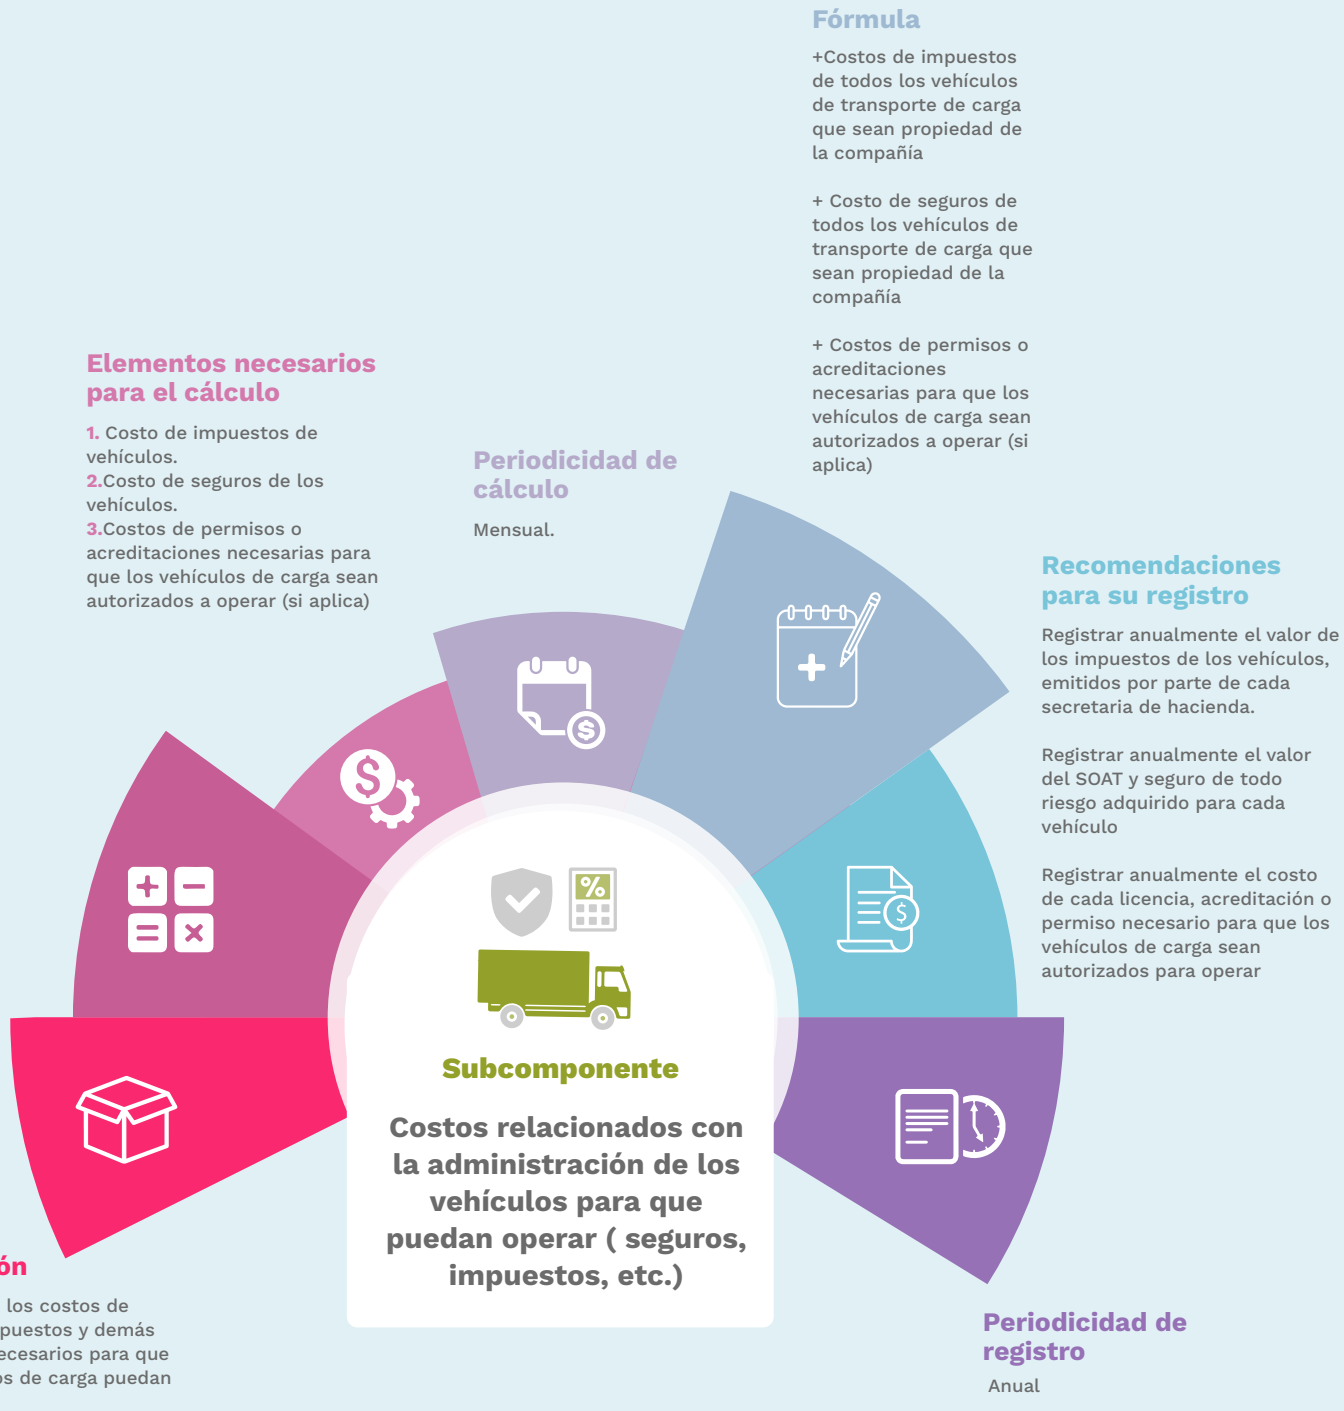 Fórmula
+Costos de impuestos
de todos los vehículos
de transporte de carga
que sean propiedad de
la compañía
+ Costo de seguros de
todos los vehículos de
transporte de carga que
sean propiedad de la
compañía
+ Costos de permisos o
acreditaciones
necesarias para que los
vehículos de carga sean
autorizados a operar (si
aplica)
Elementos necesarios
para el cálculo
1. Costo de impuestos de
vehículos.
2.Costo de seguros de los
vehículos.
3.Costos de permisos o
acreditaciones necesarias para
que los vehículos de carga sean
autorizados a operar (si aplica)
Periodicidad de
cálculo
Mensual.
Recomendaciones
para su registro
Registrar anualmente el valor de
los impuestos de los vehículos,
emitidos por parte de cada
secretaria de hacienda.
Registrar anualmente el valor
del SOAT y seguro de todo
riesgo adquirido para cada
vehículo
Registrar anualmente el costo
de cada licencia, acreditación o
permiso necesario para que los
vehículos de carga sean
autorizados para operar
Subcomponente
Costos relacionados con
la administración de los
vehículos para que
puedan operar ( seguros,
impuestos, etc.)
ón
los costos de
puestos y demás
ecesarios para que
os de carga puedan
Periodicidad de
registro
Anual